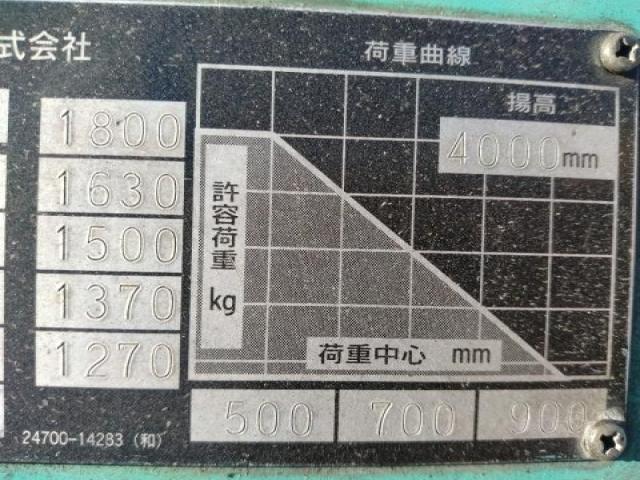 式会社
荷重曲線
揚高
4000mm
1800
1630
1500
1370
1270
許容荷重
kg
荷重中心 mm
500 700 900
24700-14283 (和)